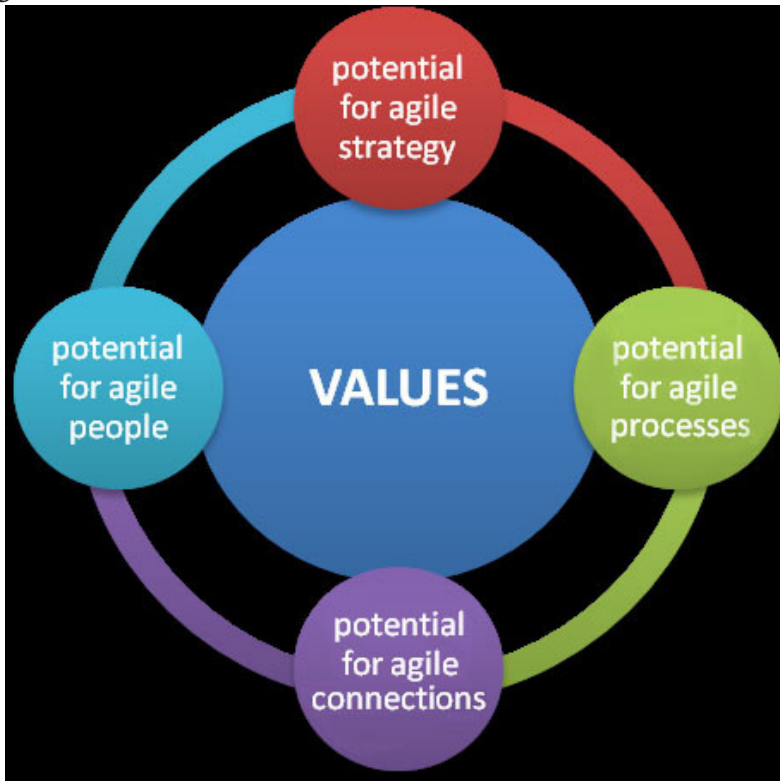 potential
for agile
strategy
potential
for agile
people
VALUES
potential
for agile
processes
potential
for agile
connections